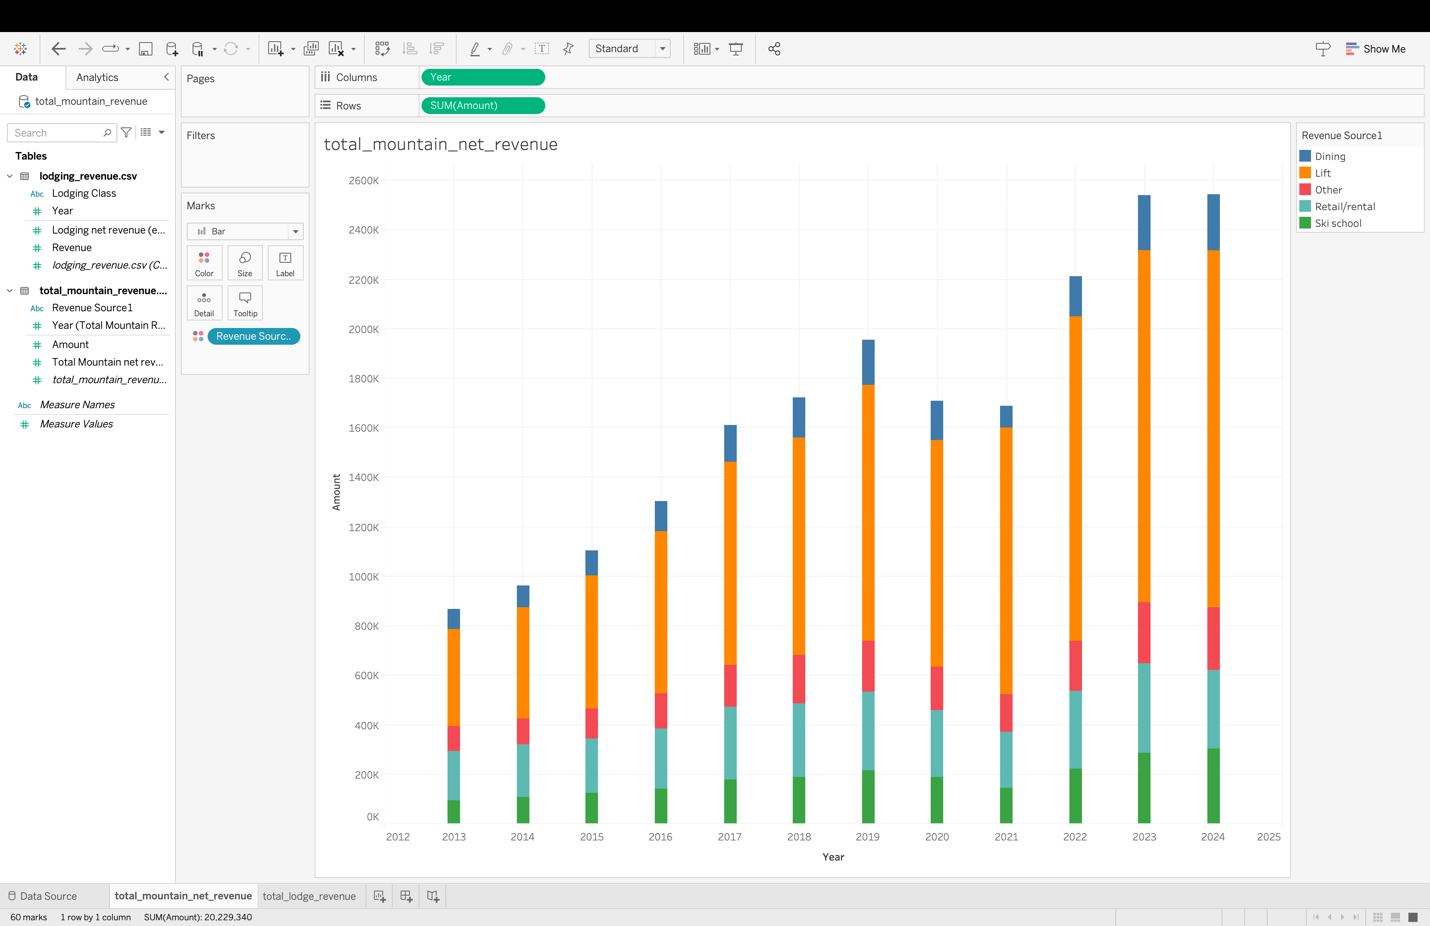 Standard
Show Me
Data
Analytics
total_mountain_revenue
Search
Tables
lodging_revenue.csv
Abc Lodging Class
Year
Lodging net revenue (e...
Revenue
lodging_revenue.csv (C...
total_mountain_revenue....
Abc Revenue Source1
Year (Total Mountain R...
Amount
Total Mountain net rev...
total_mountain_revenu...
Abc Measure Names
Measure Values
Pages
Filters
Marks
Bar
Color Size Label
Detail Tooltip
Revenue Sourc..
Columns Year
Rows SUM(Amount)
total_mountain_net_revenue
2600K
2400K
2200K
2000K
1800K
1600K
1400K
1200K
1000K
800K
600K
400K
200K
0K
Amount
2012 2013 2014 2015 2016 2017 2018 2019 2020 2021 2022 2023 2024 2025
Year
Revenue Source1
Dining
Lift
Other
Retail/rental
Ski school
Data Source total_mountain_net_revenue total_lodge_revenue
60 marks 1 row by 1 column SUM(Amount): 20,229,340